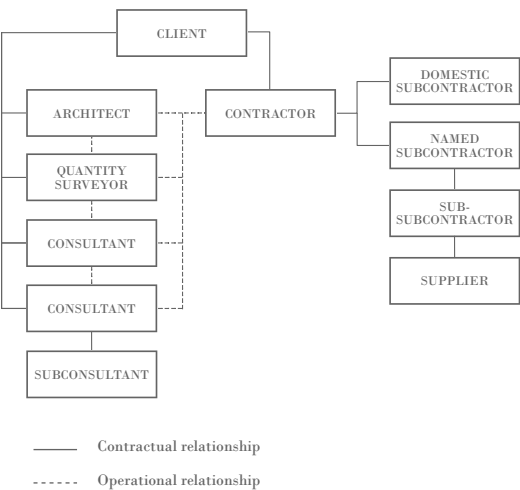 CLIENT
ARCHITECT
CONTRACTOR
DOMESTIC
SUBCONTRACTOR
NAMED
SUBCONTRACTOR
QUANTITY
SURVEYOR
SUB-
SUBCONTRACTOR
CONSULTANT
SUPPLIER
CONSULTANT
SUBCONSULTANT
Contractual relationship
Operational relationship